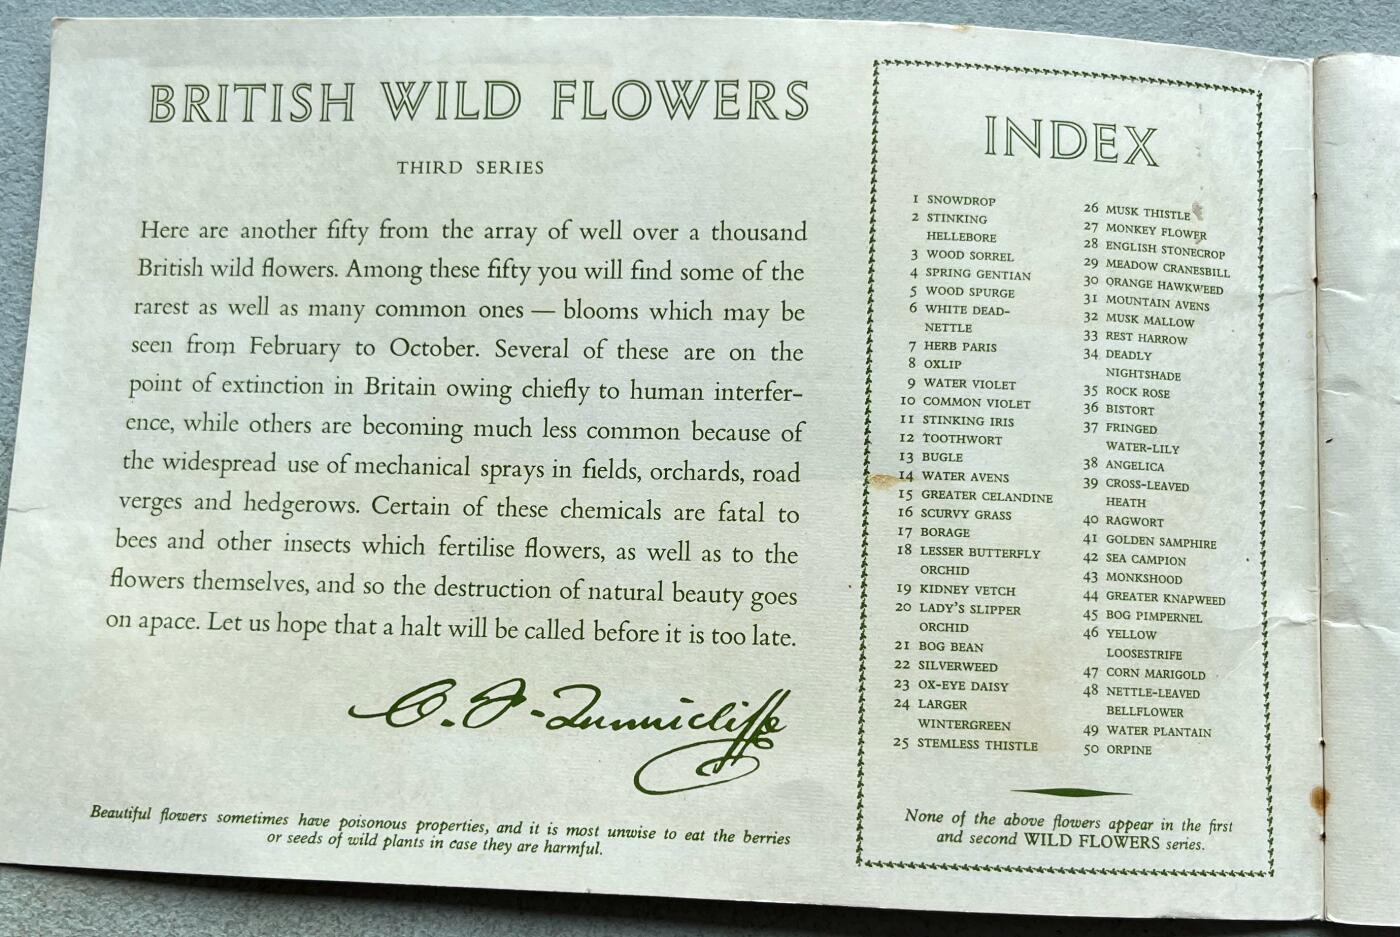 BRITISH WILD FLOWERS
THIRD SERIES
Here are another fifty from the array of well over a thousand
British wild flowers. Among these fifty you will find some of the
rarest as well as many common ones — blooms which may be
seen from February to October. Several of these are on the
point of extinction in Britain owing chiefly to human interfer-
ence, while others are becoming much less common because of
the widespread use of mechanical sprays in fields, orchards, road
verges and hedgerows. Certain of these chemicals are fatal to
bees and other insects which fertilise flowers, as well as to the
flowers themselves, and so the destruction of natural beauty goes
on apace. Let us hope that a halt will be called before it is too late.
C. F. Tunnicliffe
Beautiful flowers sometimes have poisonous properties, and it is most unwise to eat the berries
or seeds of wild plants in case they are harmful.
INDEX
1 SNOWDROP
2 STINKING
HELLEBORE
3 WOOD SORREL
4 SPRING GENTIAN
5 WOOD SPURGE
6 WHITE DEAD-
NETTLE
7 HERB PARIS
8 OXLIP
9 WATER VIOLET
10 COMMON VIOLET
11 STINKING IRIS
12 TOOTHWORT
13 BUGLE
14 WATER AVENS
15 GREATER CELANDINE
16 SCURVY GRASS
17 BORAGE
18 LESSER BUTTERFLY
ORCHID
19 KIDNEY VETCH
20 LADY'S SLIPPER
ORCHID
21 BOG BEAN
22 SILVERWEED
23 OX-EYE DAISY
24 LARGER
WINTERGREEN
25 STEMLESS THISTLE
26 MUSK THISTLE
27 MONKEY FLOWER
28 ENGLISH STONECROP
29 MEADOW CRANESBILL
30 ORANGE HAWKWEED
31 MOUNTAIN AVENS
32 MUSK MALLOW
33 REST HARROW
34 DEADLY
NIGHTSHADE
35 ROCK ROSE
36 BISTORT
37 FRINGED
WATER-LILY
38 ANGELICA
39 CROSS-LEAVED
HEATH
40 RAGWORT
41 GOLDEN SAMPHIRE
42 SEA CAMPION
43 MONKSHOOD
44 GREATER KNAPWEED
45 BOG PIMPERNEL
46 YELLOW
LOOSESTRIFE
47 CORN MARIGOLD
48 NETTLE-LEAVED
BELLFLOWER
49 WATER PLANTAIN
50 ORPINE
None of the above flowers appear in the first
and second WILD FLOWERS series.